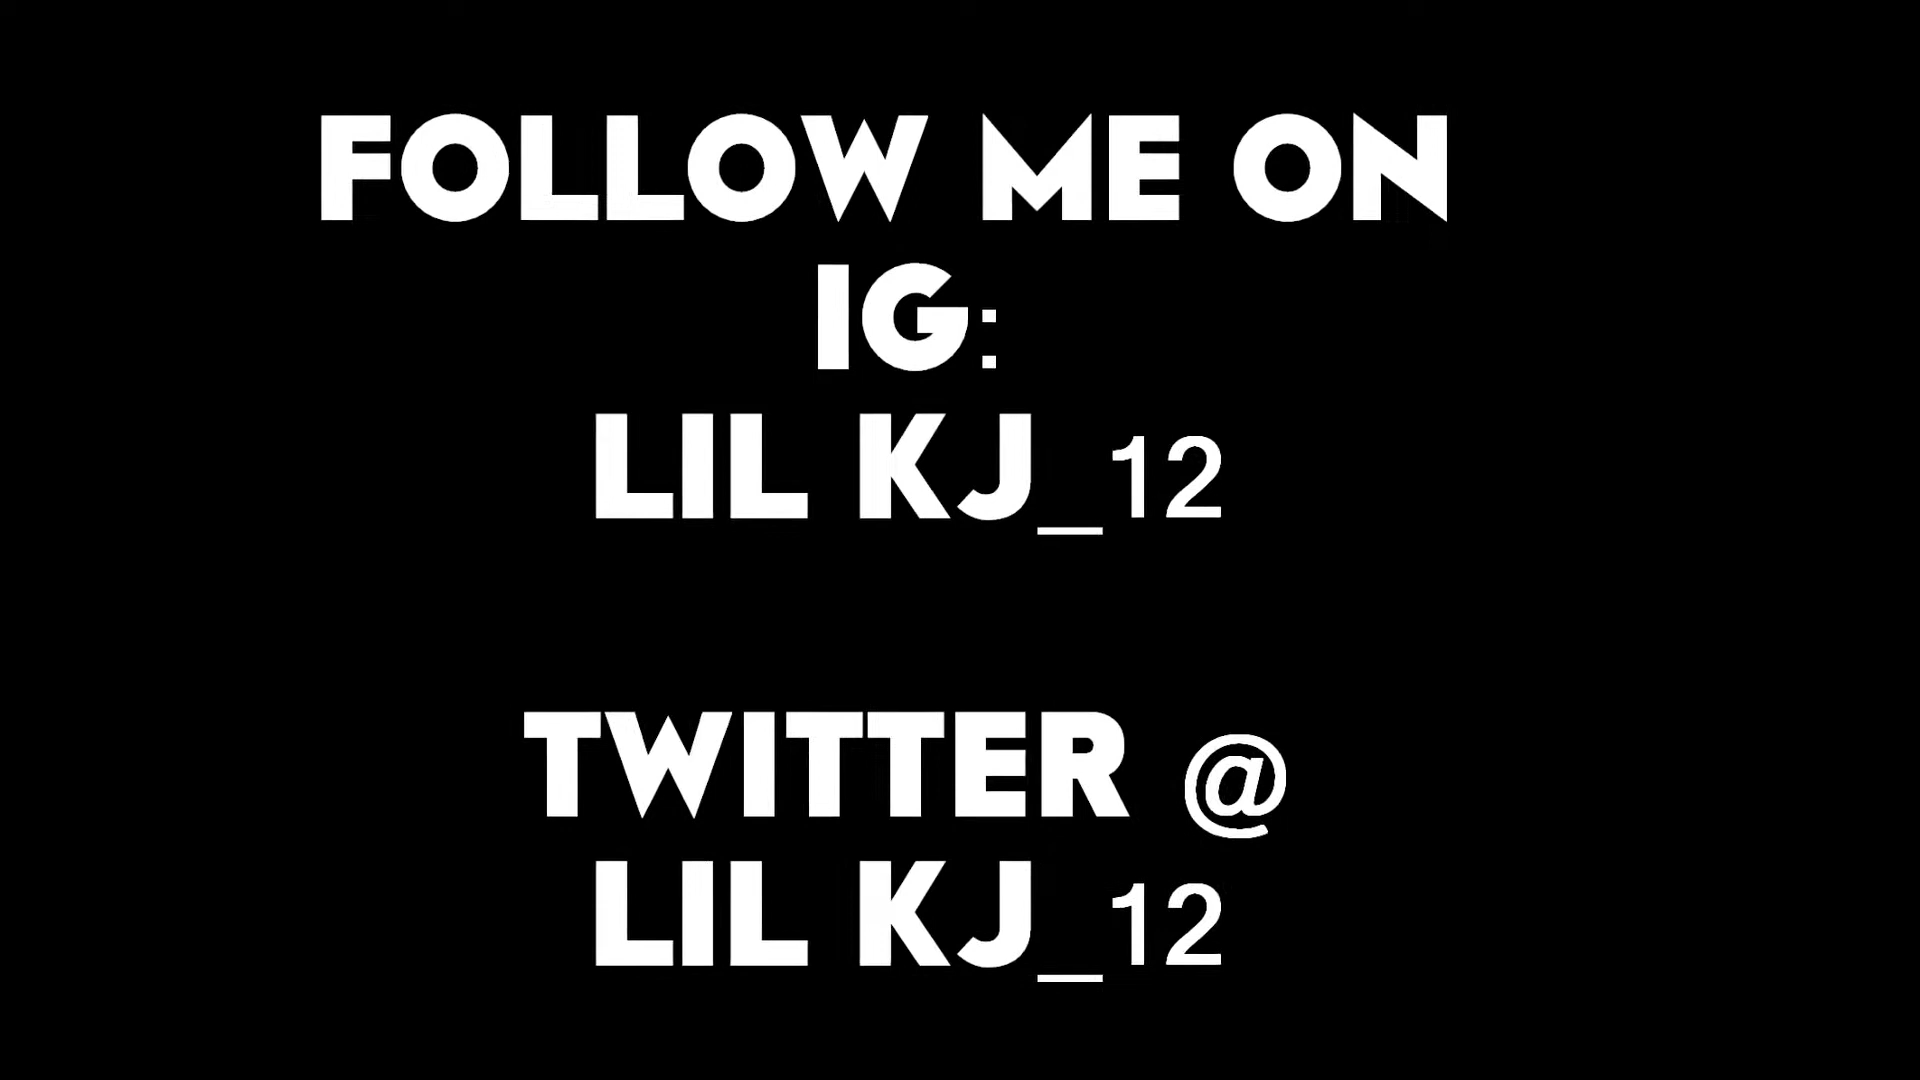 FOLLOW ME ON
IG:
LIL KJ_12
TWITTER @
LIL KJ_12